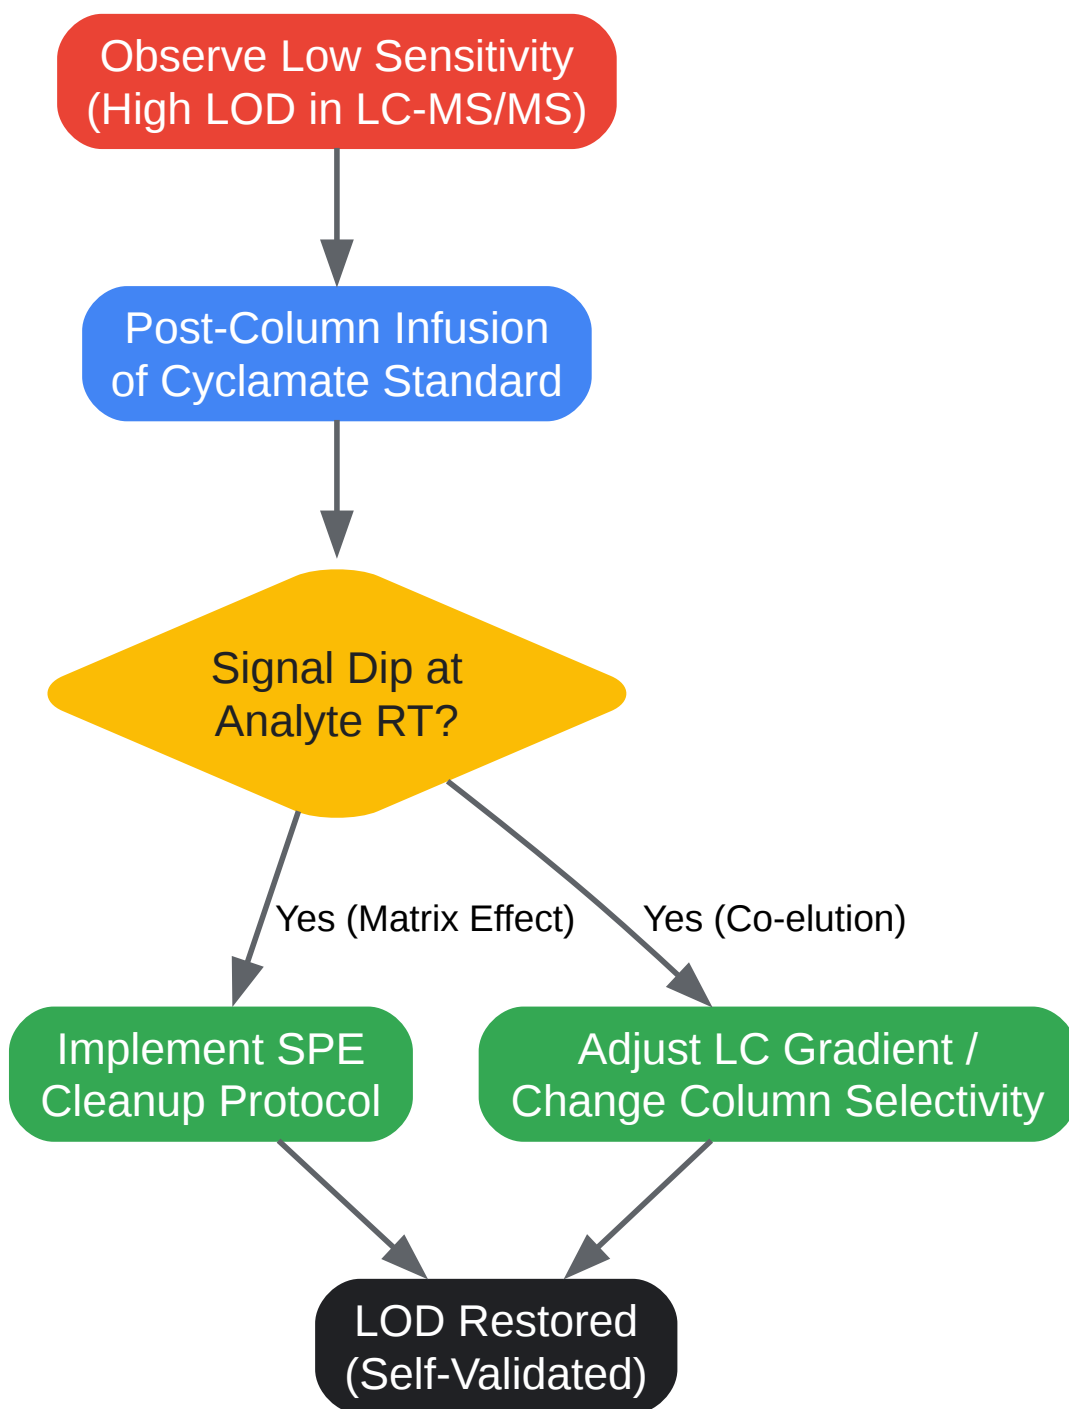 Observe Low Sensitivity
(High LOD in LC-MS/MS)
Post-Column Infusion
of Cyclamate Standard
Signal Dip at
Analyte RT?
Yes (Matrix Effect)
Yes (Co-elution)
Implement SPE
Cleanup Protocol
Adjust LC Gradient /
Change Column Selectivity
LOD Restored
(Self-Validated)